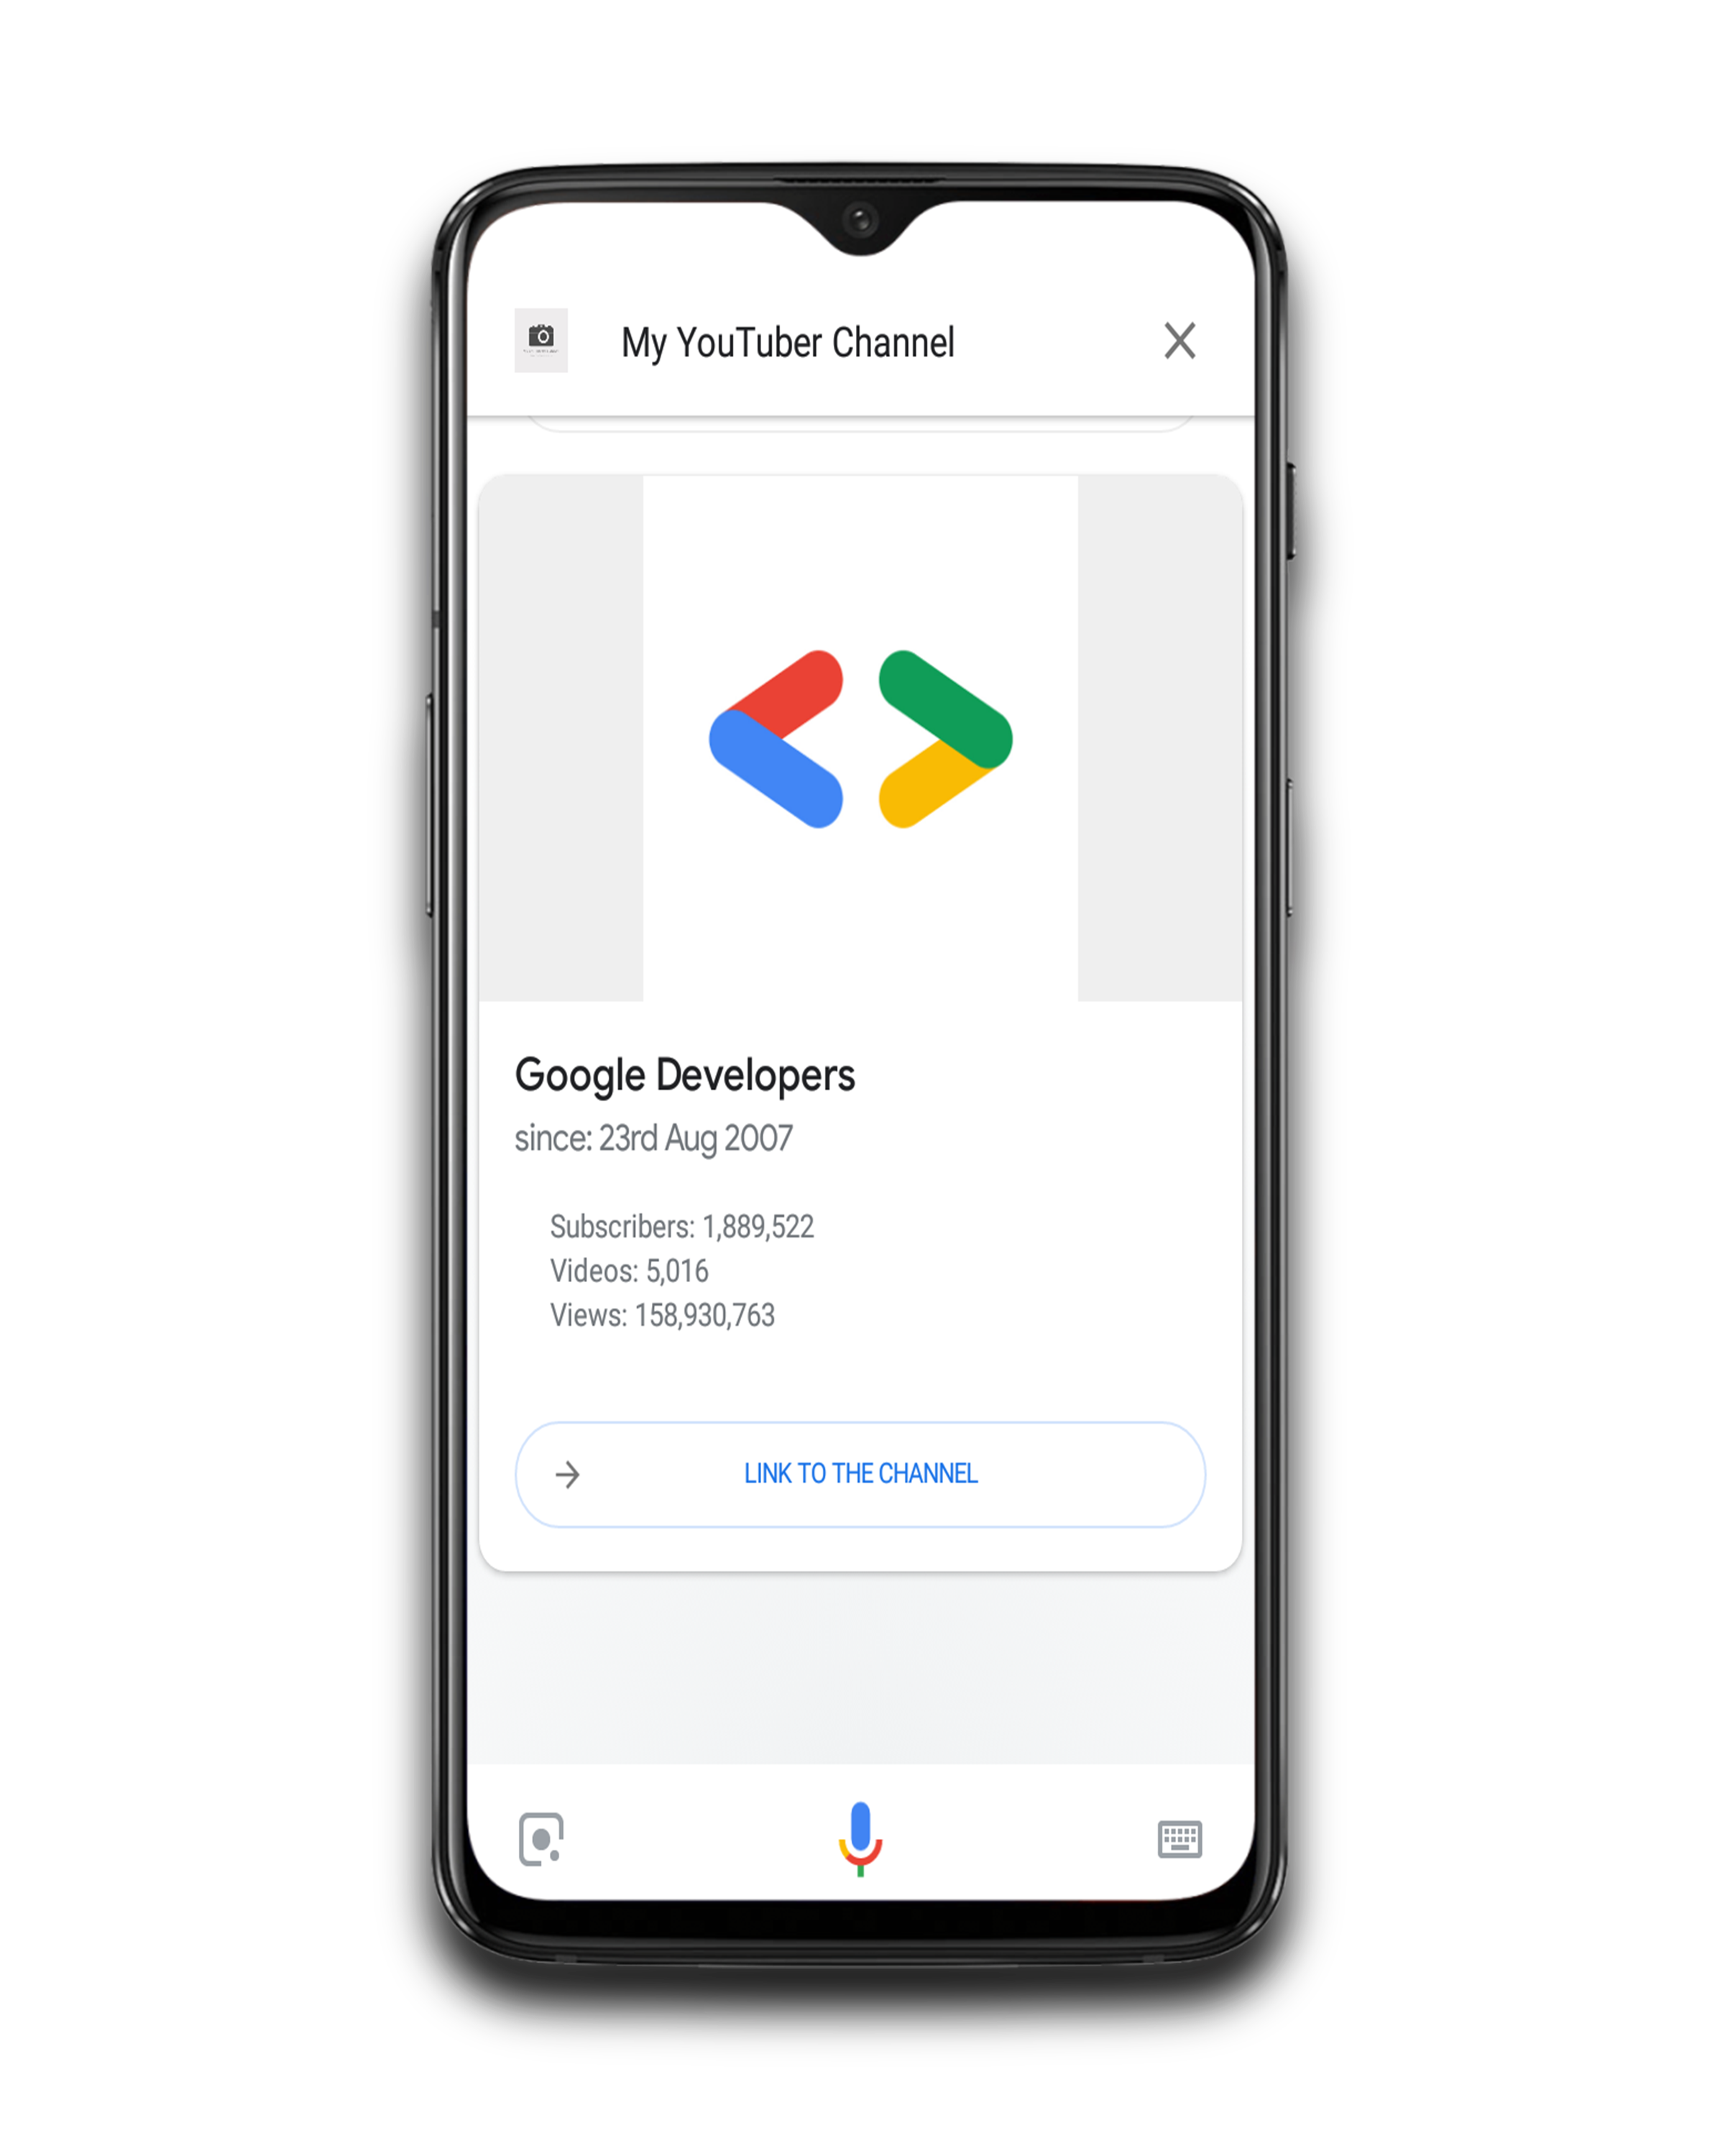 My YouTuber Channel
Google Developers
since: 23rd Aug 2007
Subscribers: 1,889,522
Videos: 5,016
Views: 158,930,763
LINK TO THE CHANNEL